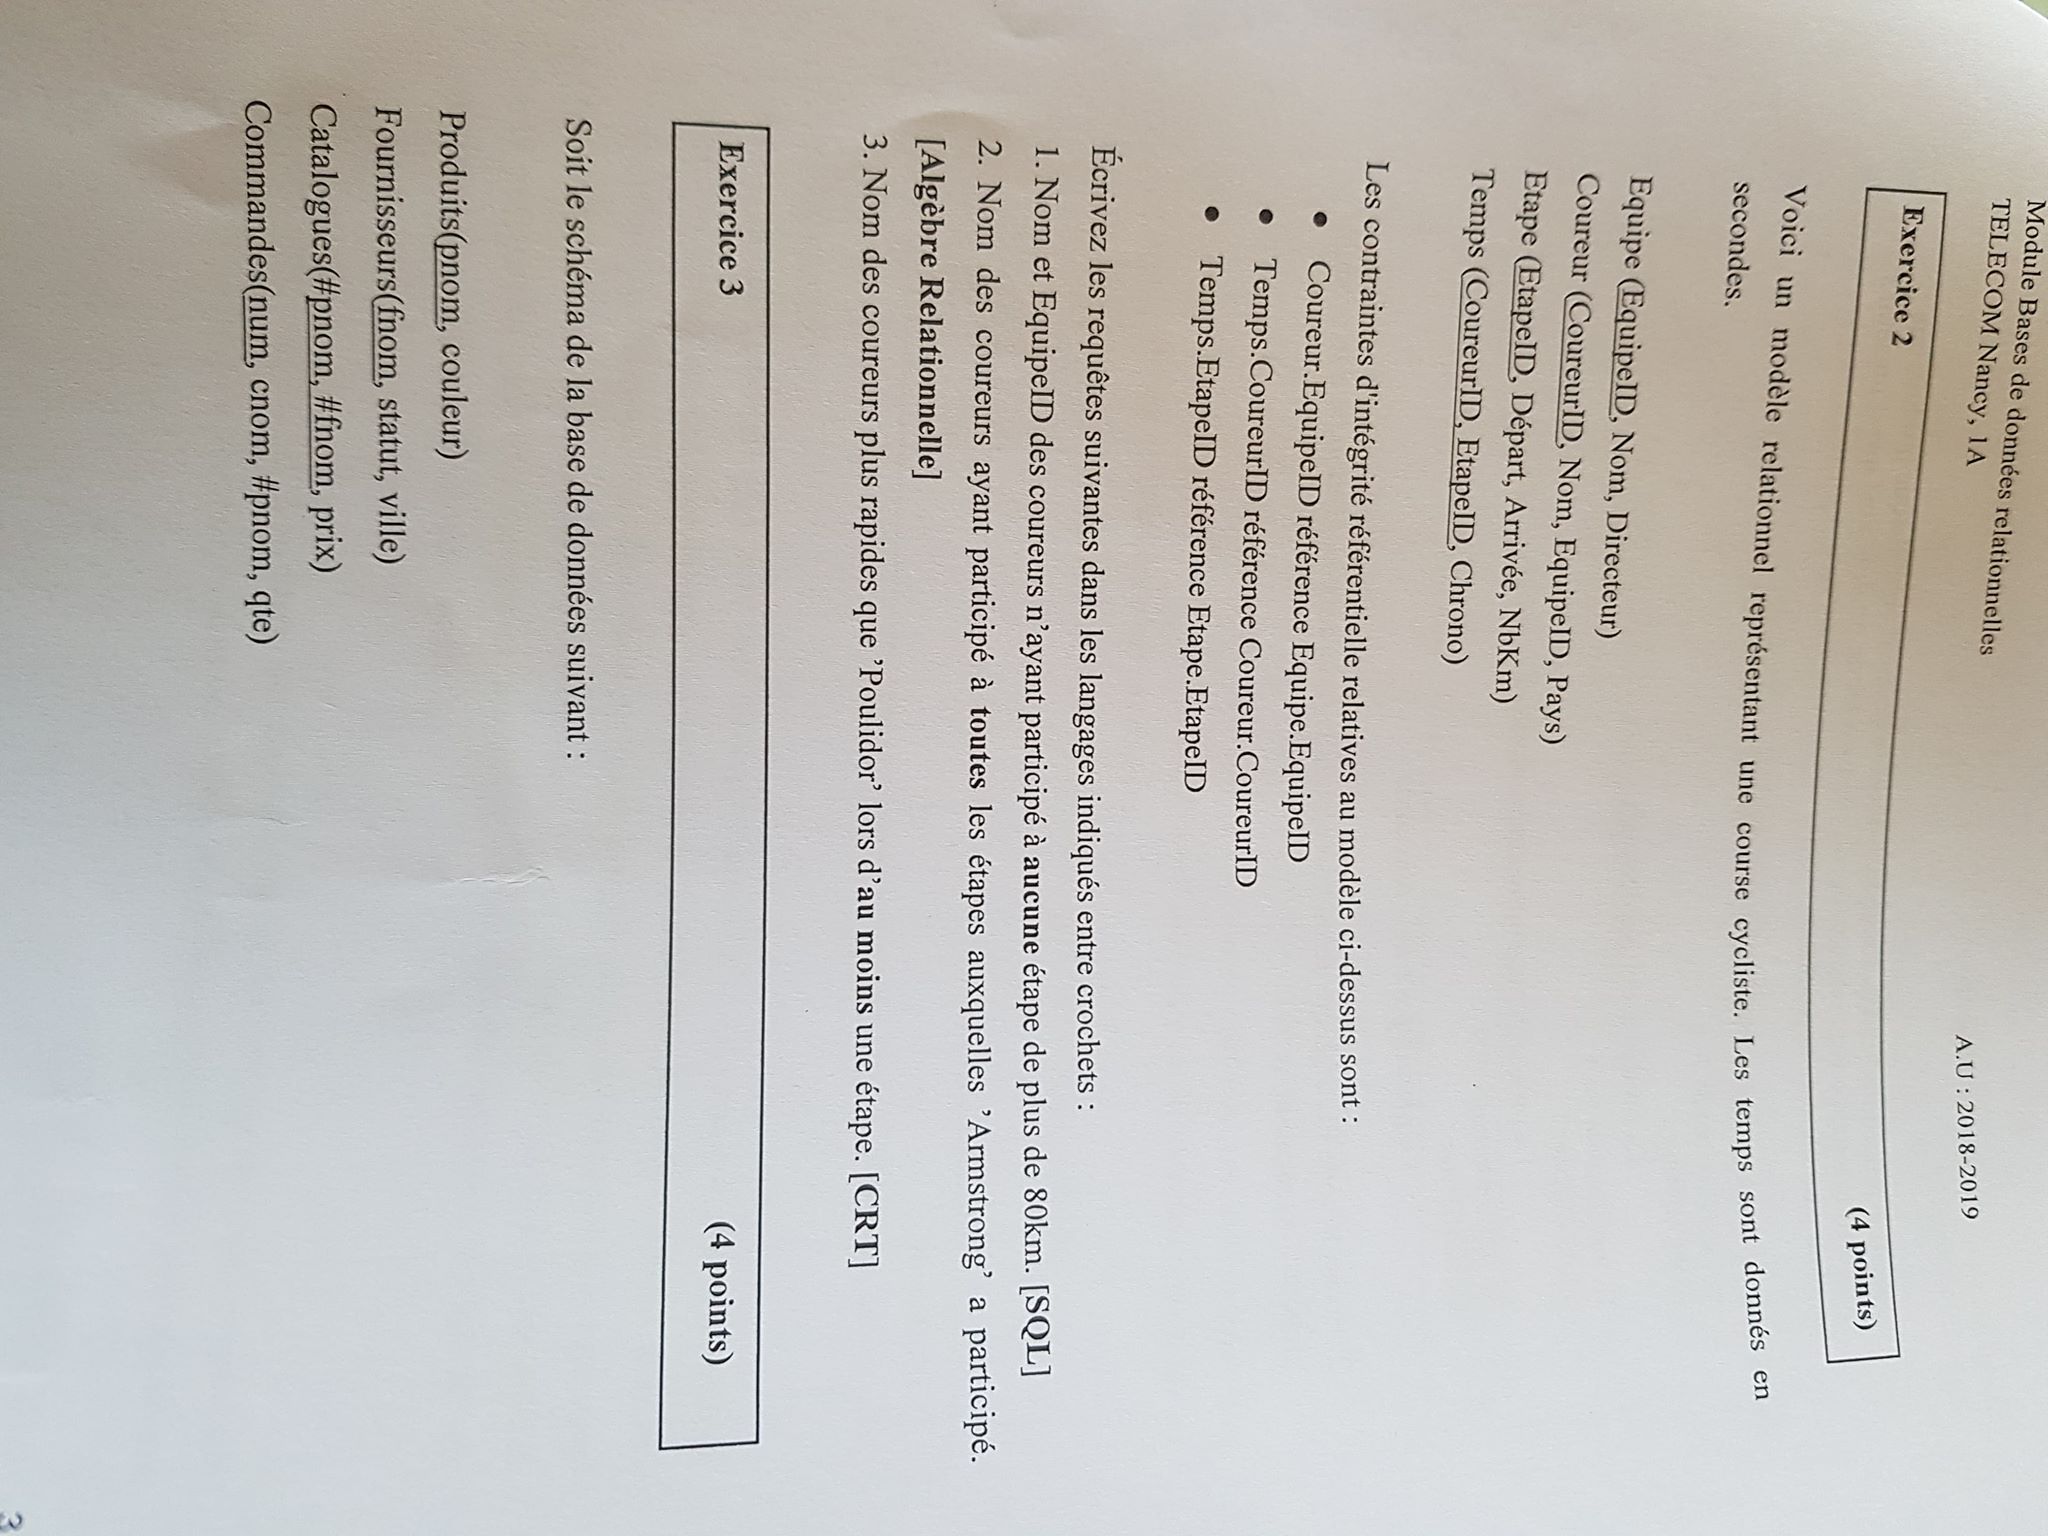 Module Bases de données relationnelles
TELECOM Nancy, 1A
A.U : 2018-2019
Exercice 2
(4 points)
Voici un modèle relationnel représentant une course cycliste. Les temps sont donnés en
secondes.
Equipe (EquipeID, Nom, Directeur)
Coureur (CoureurID, Nom, EquipeID, Pays)
Etape (EtapeID, Départ, Arrivée, NbKm)
Temps (CoureurID, EtapeID, Chrono)
Les contraintes d'intégrité référentielle relatives au modèle ci-dessus sont :
• Coureur.EquipeID référence Equipe.EquipeID
• Temps.CoureurID référence Coureur.CoureurID
• Temps.EtapeID référence Etape.EtapeID
Écrivez les requêtes suivantes dans les langages indiqués entre crochets :
1. Nom et EquipeID des coureurs n’ayant participé à aucune étape de plus de 80km. [SQL]
2. Nom des coureurs ayant participé à toutes les étapes auxquelles ’Armstrong’ a participé.
[Algèbre Relationnelle]
3. Nom des coureurs plus rapides que ’Poulidor’ lors d’au moins une étape. [CRT]
Exercice 3
(4 points)
Soit le schéma de la base de données suivant :
Produits(pnom, couleur)
Fournisseurs(fnom, statut, ville)
Catalogues(#pnom, #fnom, prix)
Commandes(num, cnom, #pnom, qte)
3